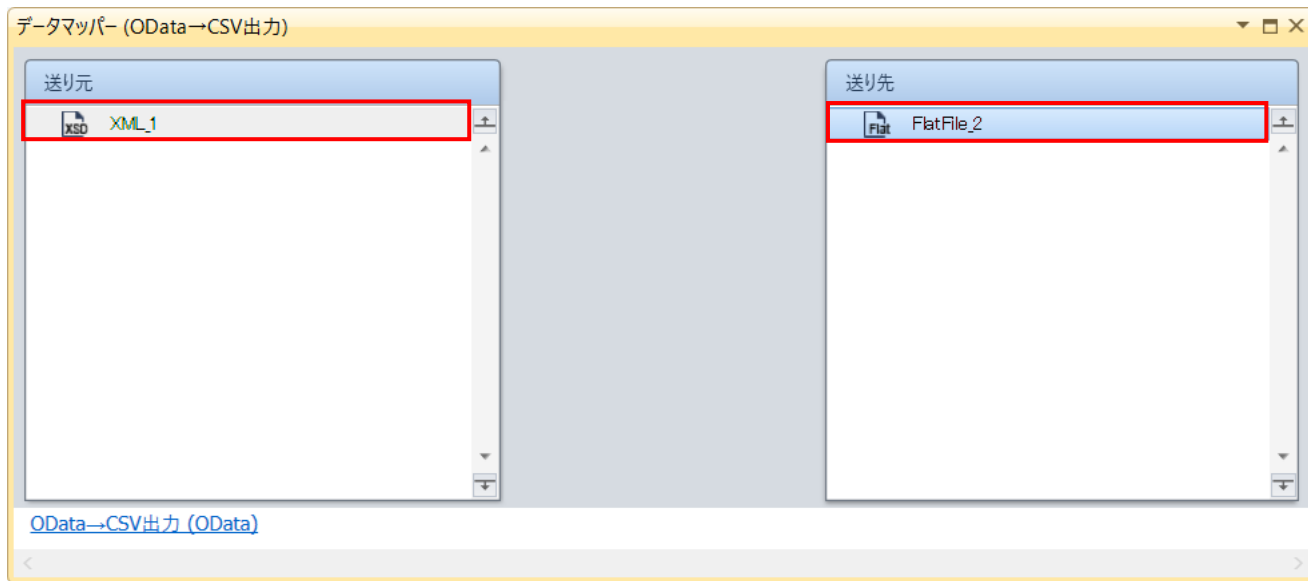 データマッパー (OData→CSV出力)
送り元
送り先
XSD XML_1
Flat FlatFile_2
OData→CSV出力 (OData)